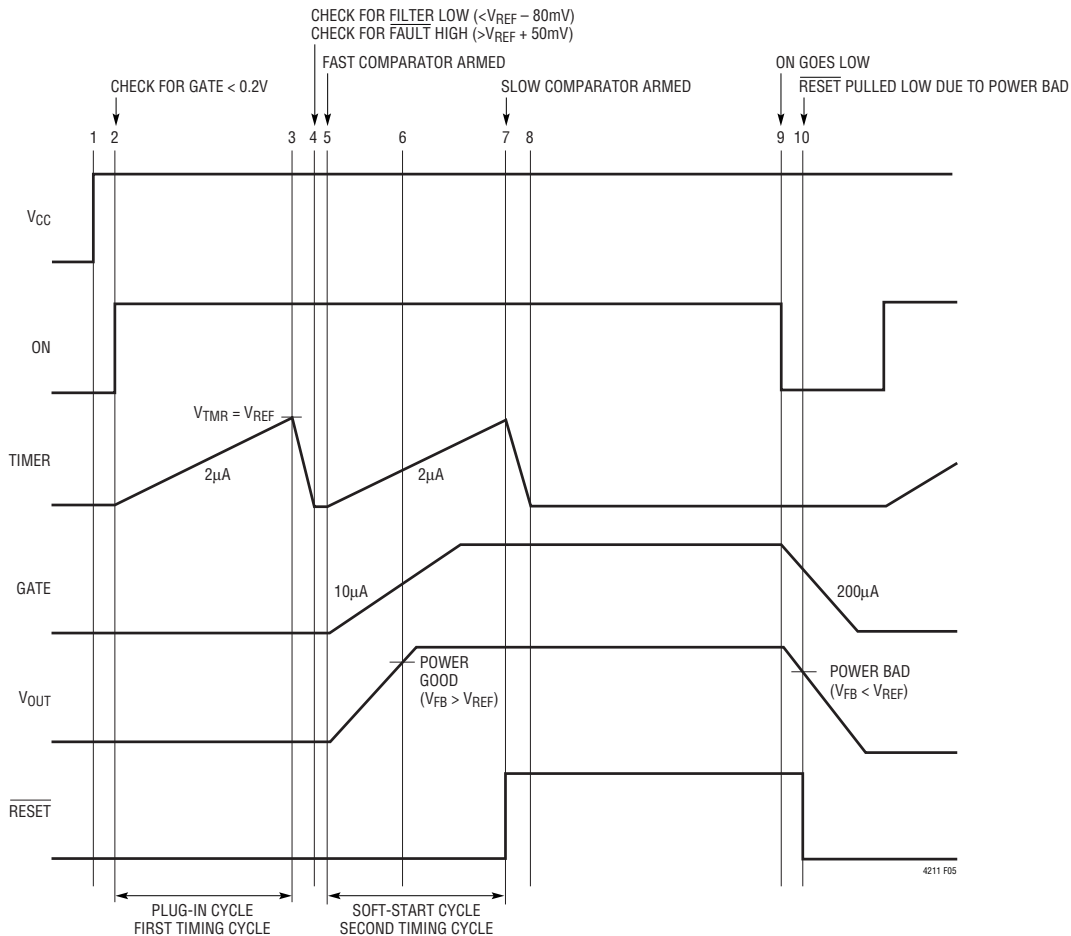 CHECK FOR FILTER LOW (<VREF – 80mV)
CHECK FOR FAULT HIGH (>VREF + 50mV)
FAST COMPARATOR ARMED
ON GOES LOW
CHECK FOR GATE < 0.2V
SLOW COMPARATOR ARMED
RESET PULLED LOW DUE TO POWER BAD
1 2 3 4 5 6 7 8 9 10
VCC
ON
VTMR = VREF
TIMER
2µA
2µA
GATE
10µA
200µA
POWER
GOOD
(VFB > VREF)
POWER BAD
(VFB < VREF)
VOUT
RESET
4211 F05
PLUG-IN CYCLE
FIRST TIMING CYCLE
SOFT-START CYCLE
SECOND TIMING CYCLE